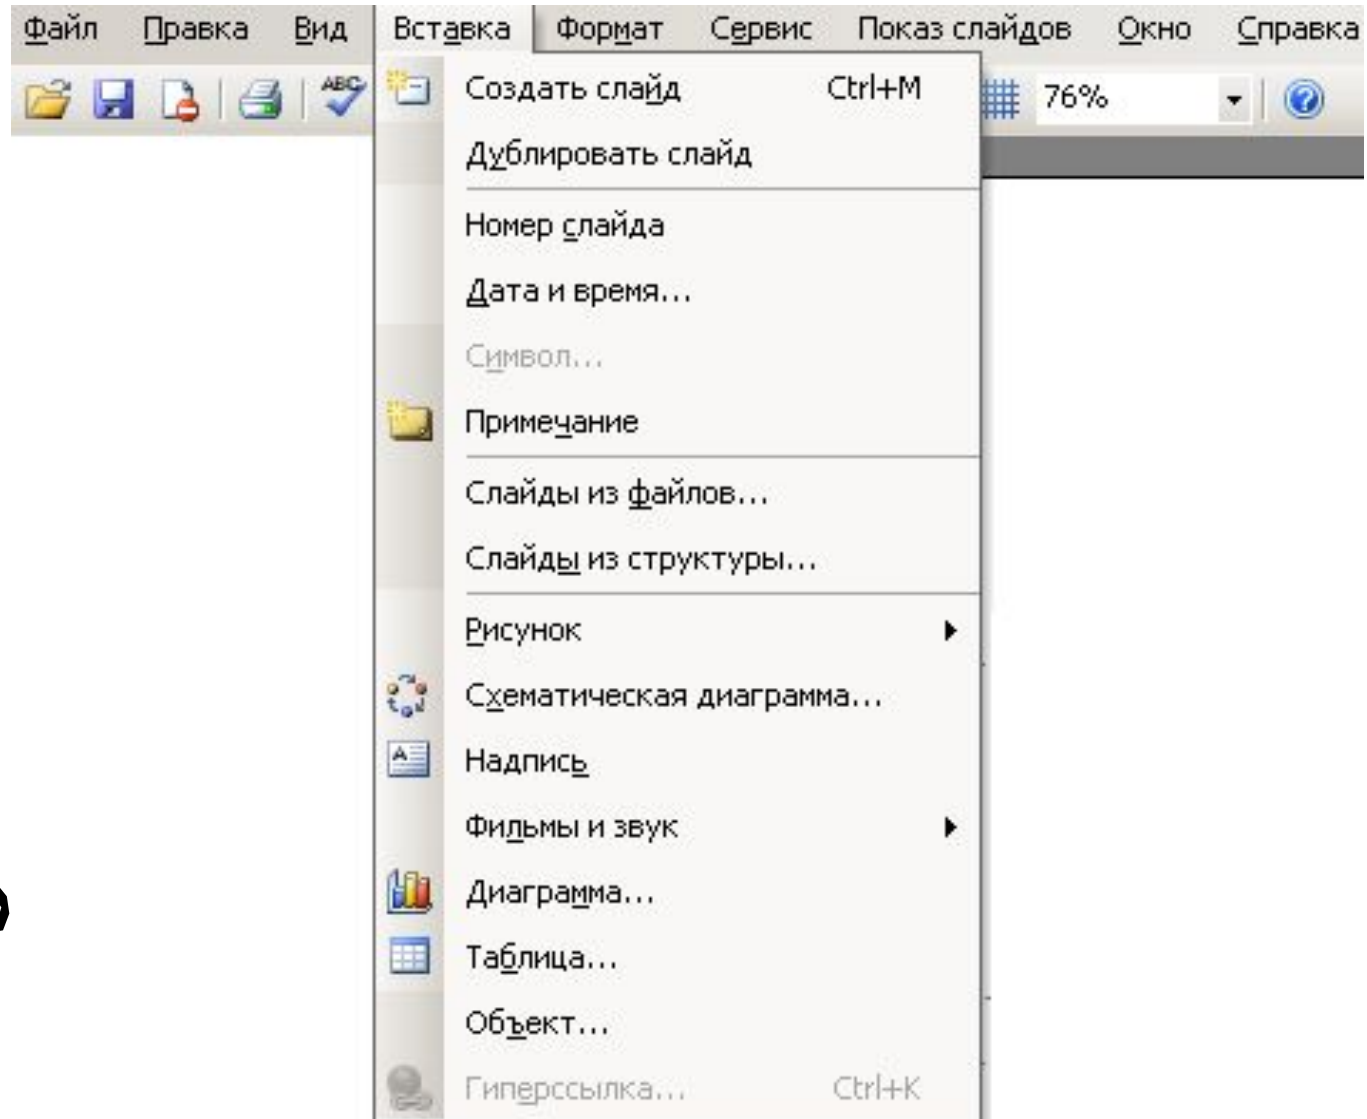 Файл Правка Вид Вставка Формат Сервис Показ слайдов Окно Справка
ABC 76%
Создать слайд Ctrl+M
Дублировать слайд
Номер слайда
Дата и время...
Символ...
Примечание
Слайды из файлов...
Слайды из структуры...
Рисунок
Схематическая диаграмма...
Надпись
Фильмы и звук
Диаграмма...
Таблица...
Объект...
Гиперссылка... Ctrl+K